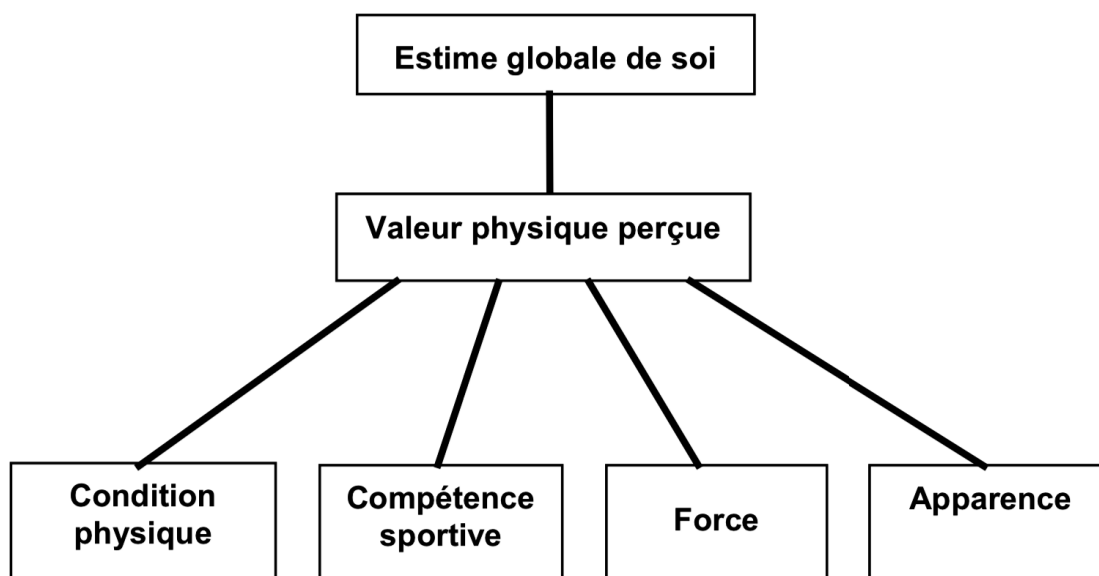 Estime globale de soi
Valeur physique perçue
Condition
physique
Compétence
sportive
Force
Apparence